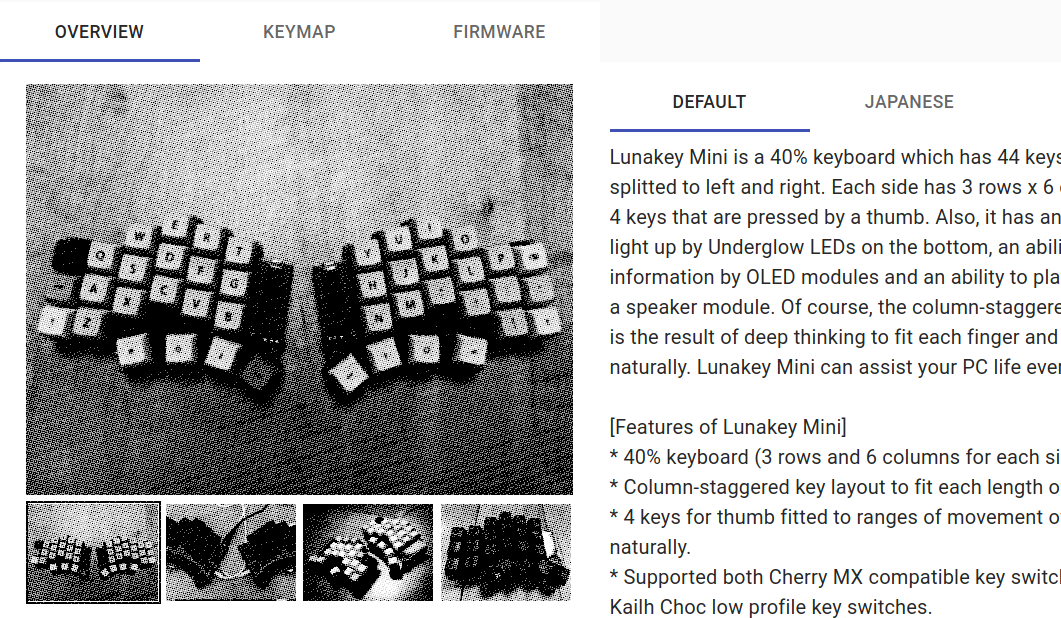 OVERVIEW KEYMAP FIRMWARE
DEFAULT JAPANESE
Lunakey Mini is a 40% keyboard which has 44 keys
splitted to left and right. Each side has 3 rows x 6
4 keys that are pressed by a thumb. Also, it has an
light up by Underglow LEDs on the bottom, an abili
information by OLED modules and an ability to pla
a speaker module. Of course, the column-staggere
is the result of deep thinking to fit each finger and
naturally. Lunakey Mini can assist your PC life ever
[Features of Lunakey Mini]
* 40% keyboard (3 rows and 6 columns for each si
* Column-staggered key layout to fit each length o
* 4 keys for thumb fitted to ranges of movement o
naturally.
* Supported both Cherry MX compatible key switch
Kailh Choc low profile key switches.
E
W R U I
Q T O
D Y P
S F J K L
A G H
C
X V M
Z B N